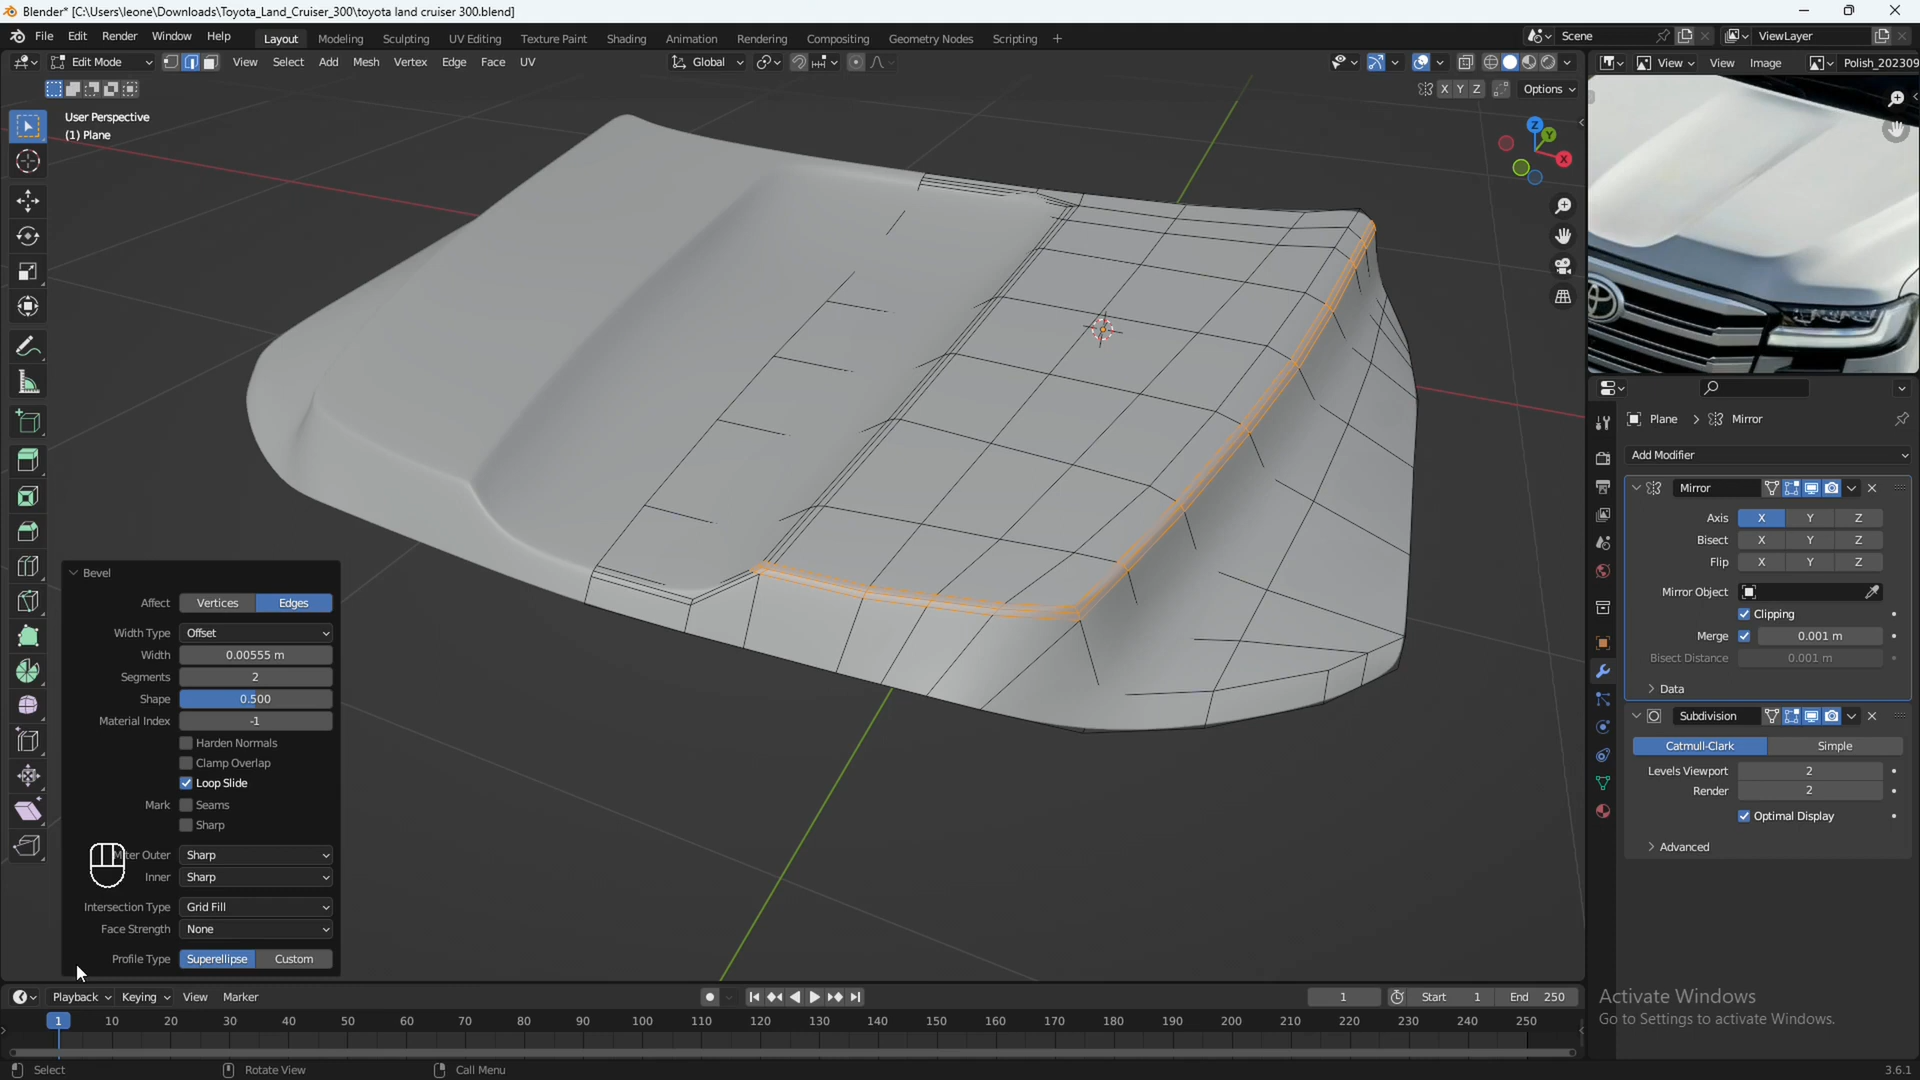 Blender* [C:\Users\leone\Downloads\Toyota_Land_Cruiser_300\toyota land cruiser 300.blend]
File Edit Render Window Help
Layout Modeling Sculpting UV Editing Texture Paint Shading Animation Rendering Compositing Geometry Nodes Scripting +
Scene
ViewLayer
Edit Mode
View Select Add Mesh Vertex Edge Face UV
Global
View View Image
Polish_202309
X Y Z
Options
User Perspective
(1) Plane
Z
Y
X
Plane > Mirror
Add Modifier
Mirror
Axis X Y Z
Bisect X Y Z
Flip X Y Z
Mirror Object
Clipping
Merge 0.001 m
Bisect Distance 0.001 m
Data
Subdivision
Catmull-Clark Simple
Levels Viewport 2
Render 2
Optimal Display
Advanced
Bevel
Affect Vertices Edges
Width Type Offset
Width 0.00555 m
Segments 2
Shape 0.500
Material Index -1
Harden Normals
Clamp Overlap
Loop Slide
Mark Seams
Sharp
Outer Sharp
Inner Sharp
Intersection Type Grid Fill
Face Strength None
Profile Type Superellipse Custom
Playback Keying View Marker
1
Start 1
End 250
1 10 20 30 40 50 60 70 80 90 100 110 120 130 140 150 160 170 180 190 200 210 220 230 240 250
Activate Windows
Go to Settings to activate Windows.
Select Rotate View Call Menu
3.6.1